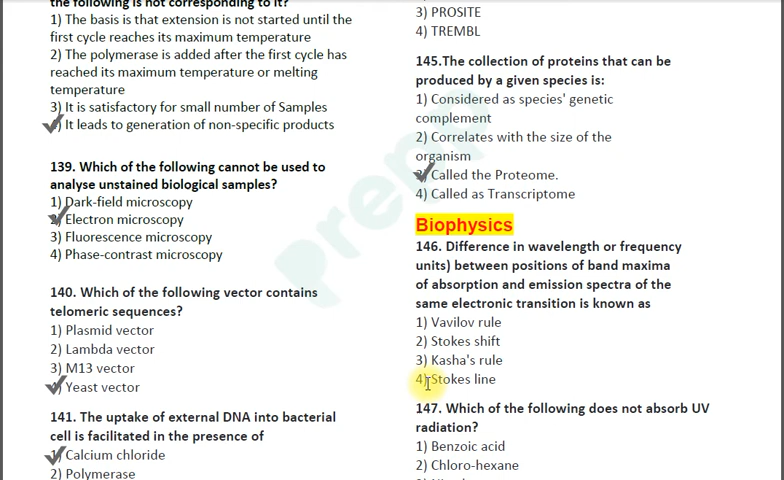 the following is not corresponding to it?
1) The basis is that extension is not started until the
first cycle reaches its maximum temperature
2) The polymerase is added after the first cycle has
reached its maximum temperature or melting
temperature
3) It is satisfactory for small number of Samples
It leads to generation of non-specific products
139. Which of the following cannot be used to
analyse unstained biological samples?
1) Dark-field microscopy
Electron microscopy
3) Fluorescence microscopy
4) Phase-contrast microscopy
140. Which of the following vector contains
telomeric sequences?
1) Plasmid vector
2) Lambda vector
3) M13 vector
Yeast vector
141. The uptake of external DNA into bacterial
cell is facilitated in the presence of
1) Calcium chloride
2) Polymerase
3) PROSITE
4) TREMBL
145.The collection of proteins that can be
produced by a given species is:
1) Considered as species' genetic
complement
2) Correlates with the size of the
organism
Called the Proteome.
4) Called as Transcriptome
Biophysics
146. Difference in wavelength or frequency
units) between positions of band maxima
of absorption and emission spectra of the
same electronic transition is known as
1) Vavilov rule
2) Stokes shift
3) Kasha's rule
4) Stokes line
147. Which of the following does not absorb UV
radiation?
1) Benzoic acid
2) Chloro-hexane
prepp